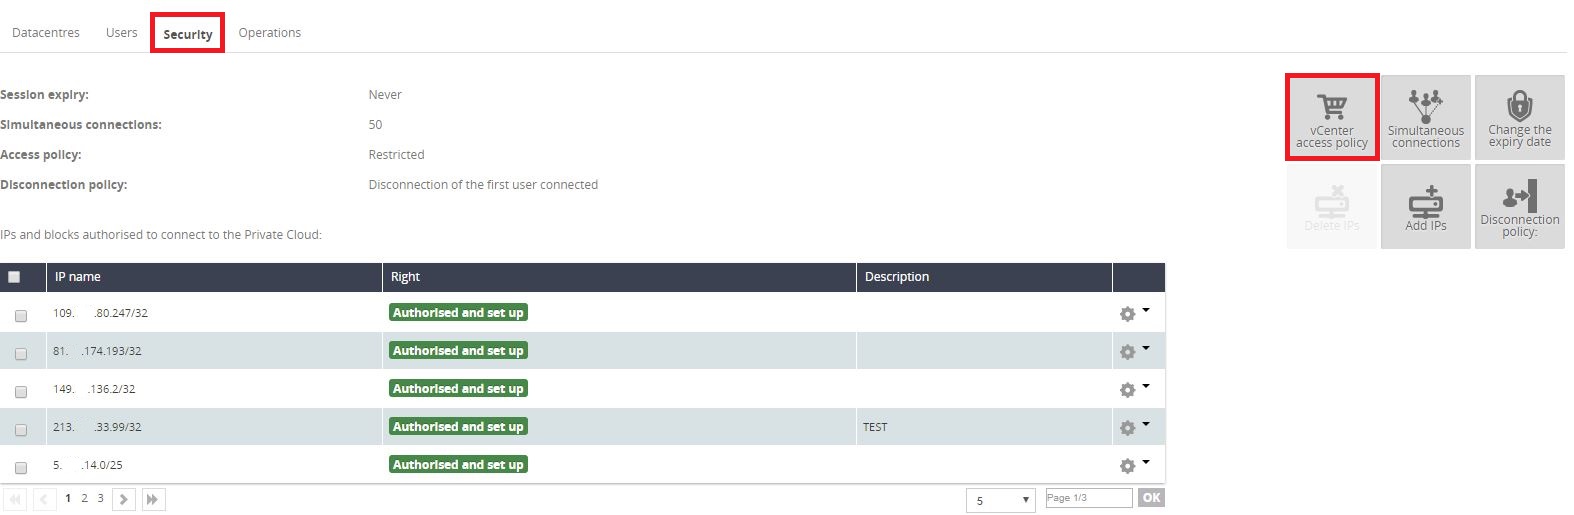 Datacentres Users Security Operations
Session expiry: Never
Simultaneous connections: 50
Access policy: Restricted
Disconnection policy: Disconnection of the first user connected
vCenter
access policy
Simultaneous
connections
Change the
expiry date
Delete IPs
Add IPs
Disconnection
policy:
IPs and blocks authorised to connect to the Private Cloud:
IP name Right Description
109. .80.247/32 Authorised and set up
81. .174.193/32 Authorised and set up
149. .136.2/32 Authorised and set up
213. .33.99/32 Authorised and set up TEST
5. .14.0/25 Authorised and set up
1 2 3 5 Page 1/3 OK